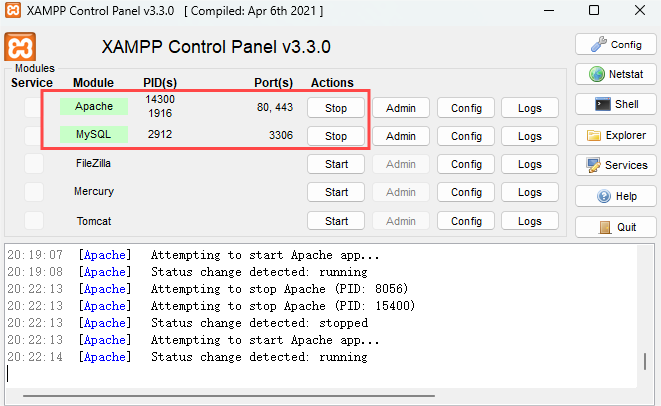 XAMPP Control Panel v3.3.0 [ Compiled: Apr 6th 2021 ]
XAMPP Control Panel v3.3.0
Config
Modules
Service Module PID(s) Port(s) Actions
Netstat
Apache 14300 1916 80, 443 Stop Admin Config Logs
Shell
MySQL 2912 3306 Stop Admin Config Logs
Explorer
FileZilla Start Admin Config Logs
Services
Mercury Start Admin Config Logs
Help
Tomcat Start Admin Config Logs
Quit
20:19:07 [Apache] Attempting to start Apache app...
20:19:08 [Apache] Status change detected: running
20:22:13 [Apache] Attempting to stop Apache (PID: 8056)
20:22:13 [Apache] Attempting to stop Apache (PID: 15400)
20:22:13 [Apache] Status change detected: stopped
20:22:13 [Apache] Attempting to start Apache app...
20:22:14 [Apache] Status change detected: running